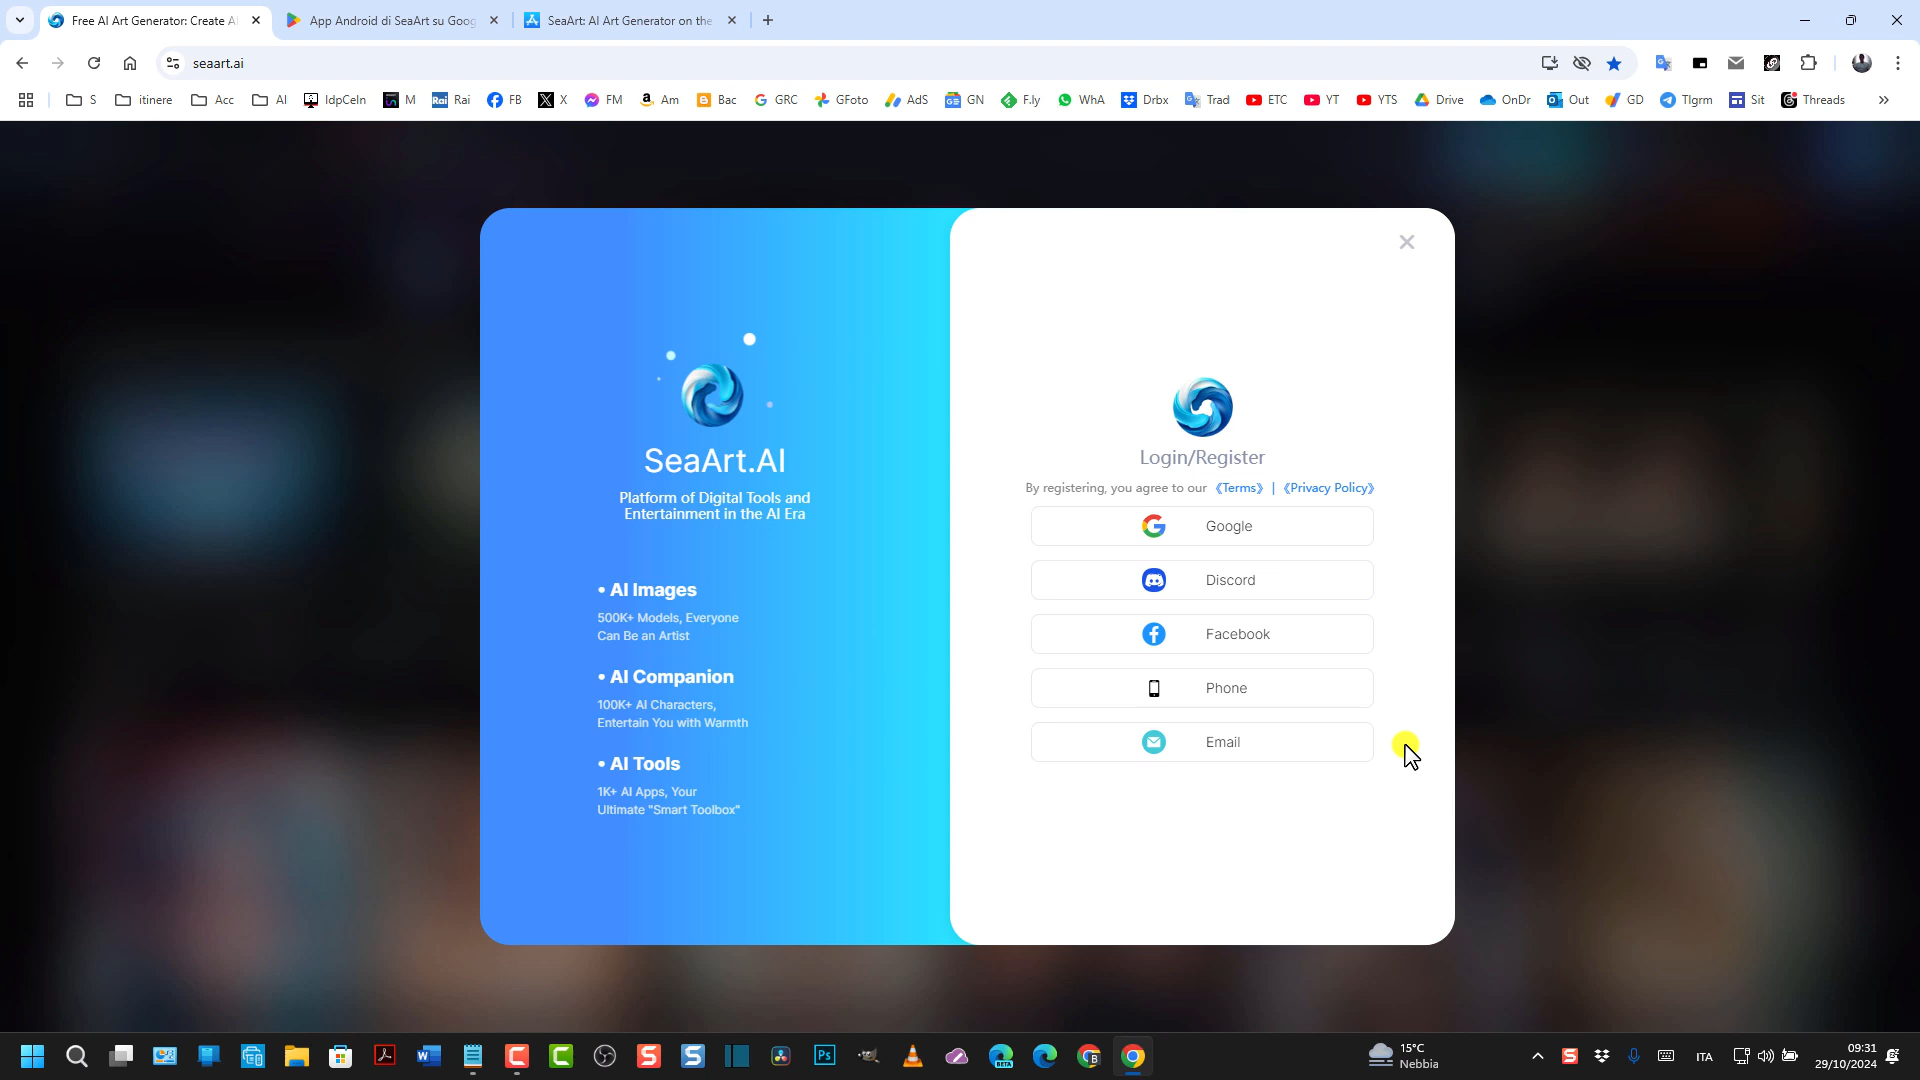 Free AI Art Generator: Create A
App Android di SeaArt su Goog
SeaArt: AI Art Generator on the
seaart.ai
S
itinere
Acc
AI
IdpCeIn
M
Rai
FB
X
FM
Am
Bac
GRC
GFoto
AdS
GN
F.ly
WhA
Drbx
Trad
ETC
YT
YTS
Drive
OnDr
Out
GD
Tlgrm
Sit
Threads
SeaArt.AI
Platform of Digital Tools and
Entertainment in the AI Era
• AI Images
500K+ Models, Everyone
Can Be an Artist
• AI Companion
100K+ AI Characters,
Entertain You with Warmth
• AI Tools
1K+ AI Apps, Your
Ultimate "Smart Toolbox"
Login/Register
By registering, you agree to our 《Terms》 | 《Privacy Policy》
Google
Discord
Facebook
Phone
Email
15°C
Nebbia
ITA
09:31
29/10/2024